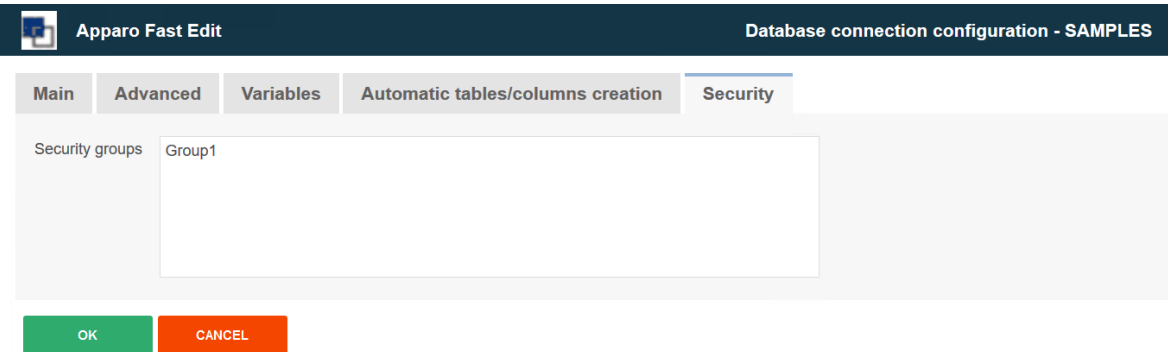 Apparo Fast Edit Database connection configuration - SAMPLES
Main Advanced Variables Automatic tables/columns creation Security
Security groups Group1
OK CANCEL